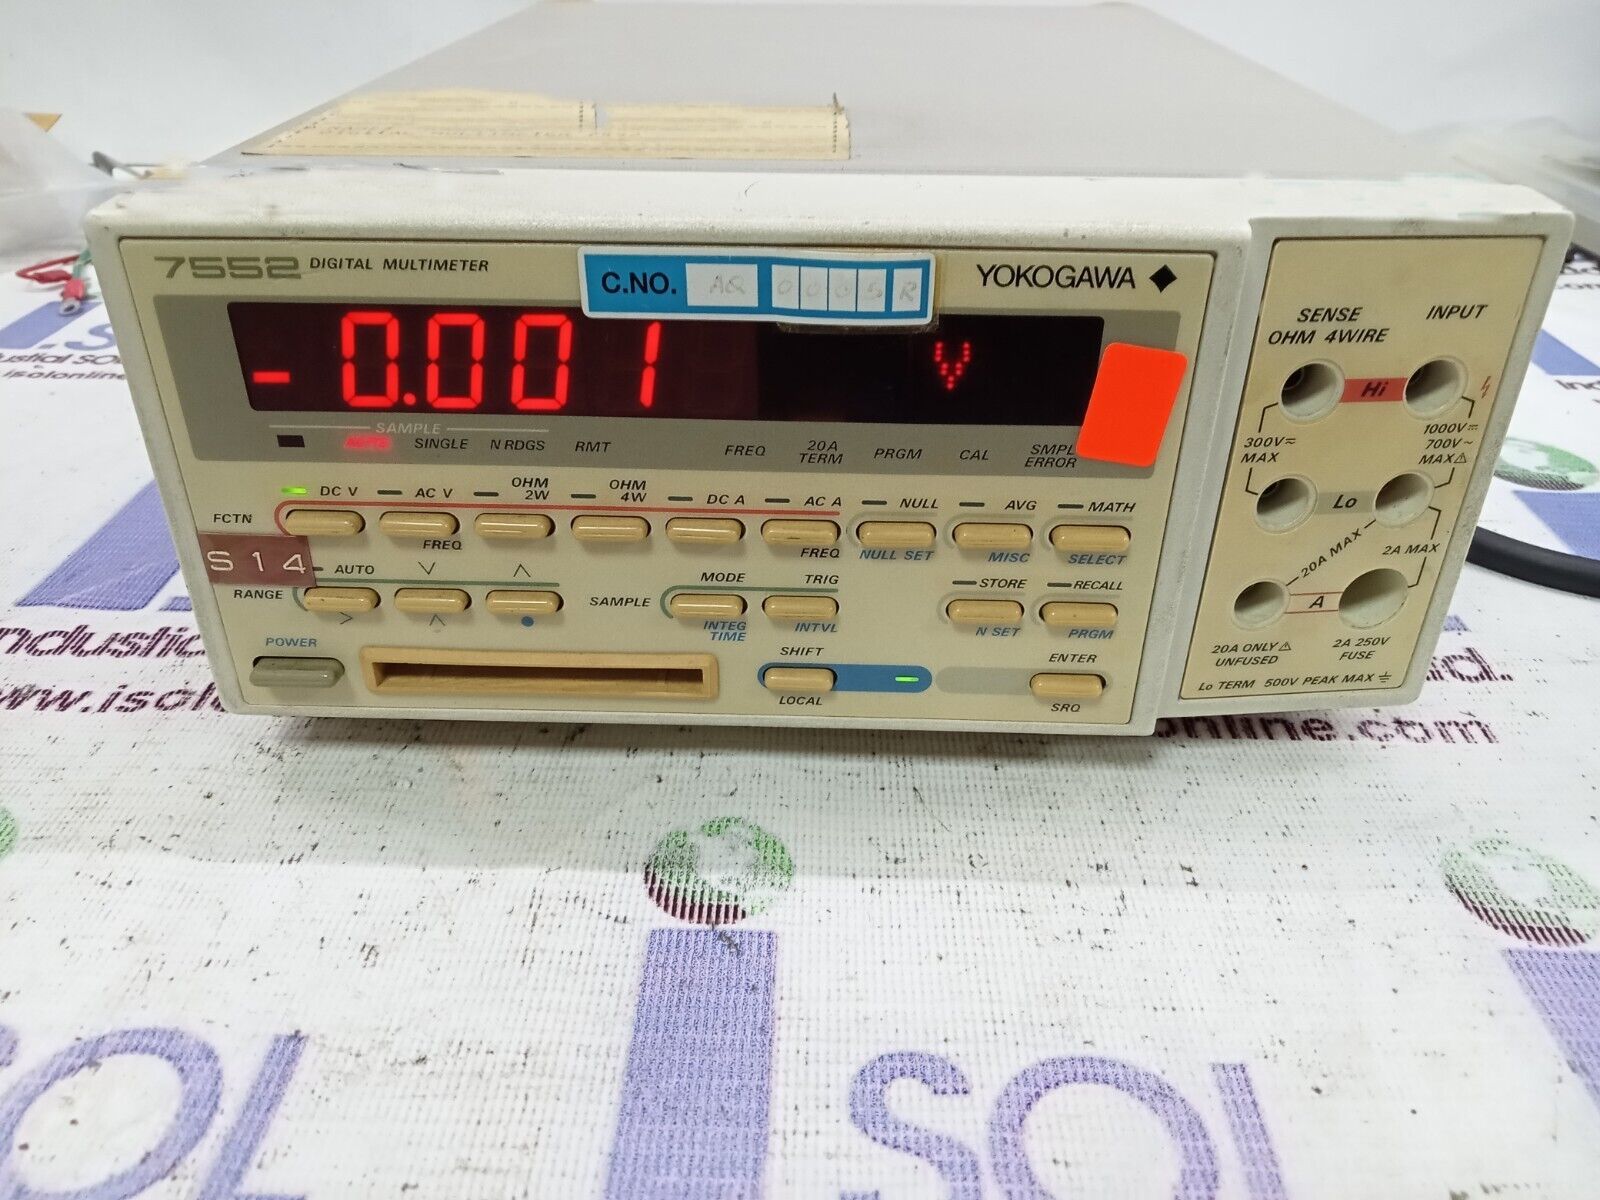 7552 DIGITAL MULTIMETER
C.NO. AQ 0005R
YOKOGAWA
-0.001 V
SAMPLE
AUTO SINGLE N RDGS RMT FREQ 20A TERM PRGM CAL SMPL ERROR
DC V AC V OHM 2W OHM 4W DC A AC A NULL AVG MATH
FCTN
FREQ FREQ NULL SET MISC SELECT
S 14
AUTO MODE TRIG STORE RECALL
RANGE SAMPLE
INTEG TIME INTVL N SET PRGM
POWER SHIFT ENTER
LOCAL SRQ
SENSE INPUT
OHM 4WIRE
Hi
300V MAX
1000V
700V~
MAX
Lo
20A MAX 2A MAX
A
20A ONLY UNFUSED
2A 250V FUSE
Lo TERM 500V PEAK MAX
isol